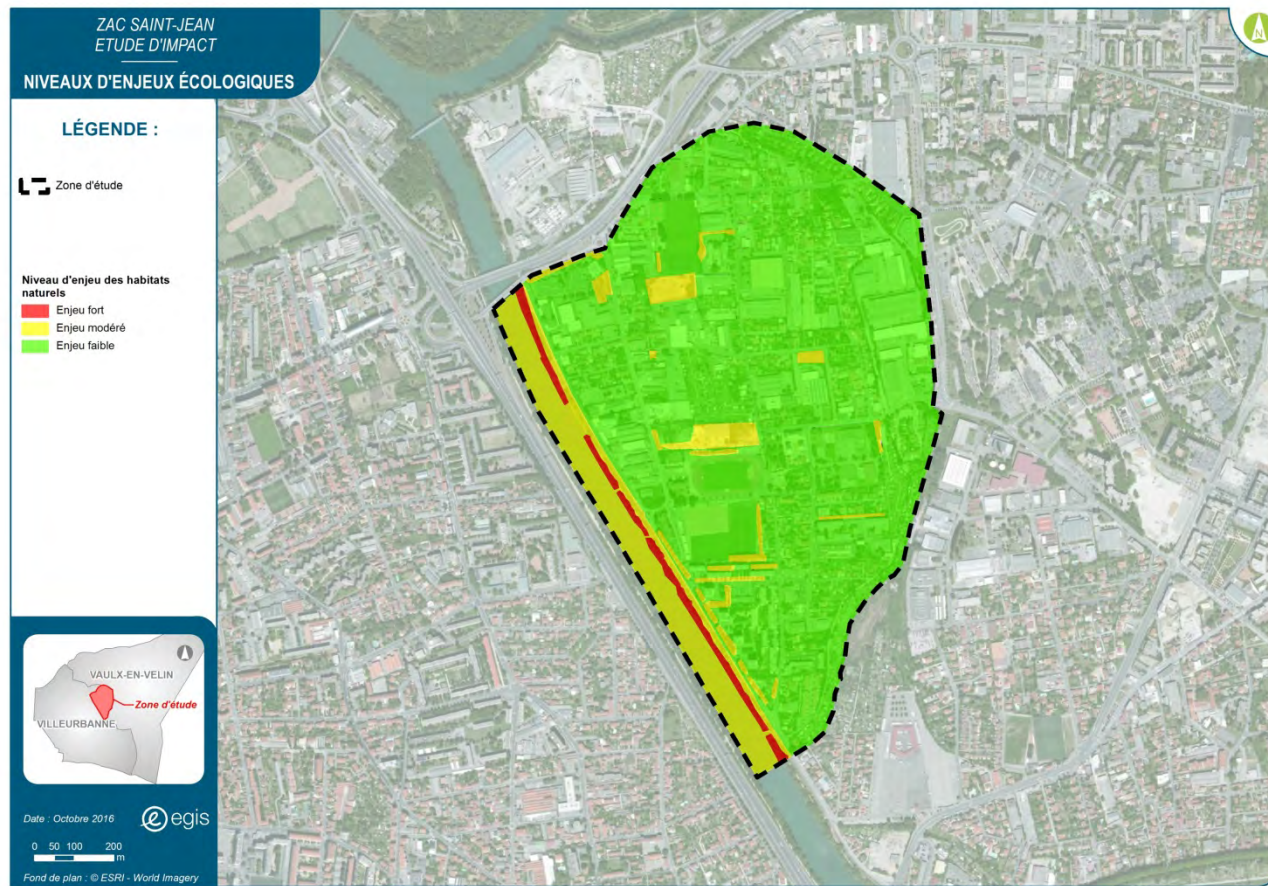 ZAC SAINT-JEAN
ETUDE D'IMPACT
NIVEAUX D'ENJEUX ÉCOLOGIQUES
N
LÉGENDE :
Zone d'étude
Niveau d'enjeu des habitats
naturels
Enjeu fort
Enjeu modéré
Enjeu faible
VAULX-EN-VELIN
Zone d'étude
VILLEURBANNE
Date : Octobre 2016
egis
0 50 100 200
m
Fond de plan : © ESRI - World Imagery